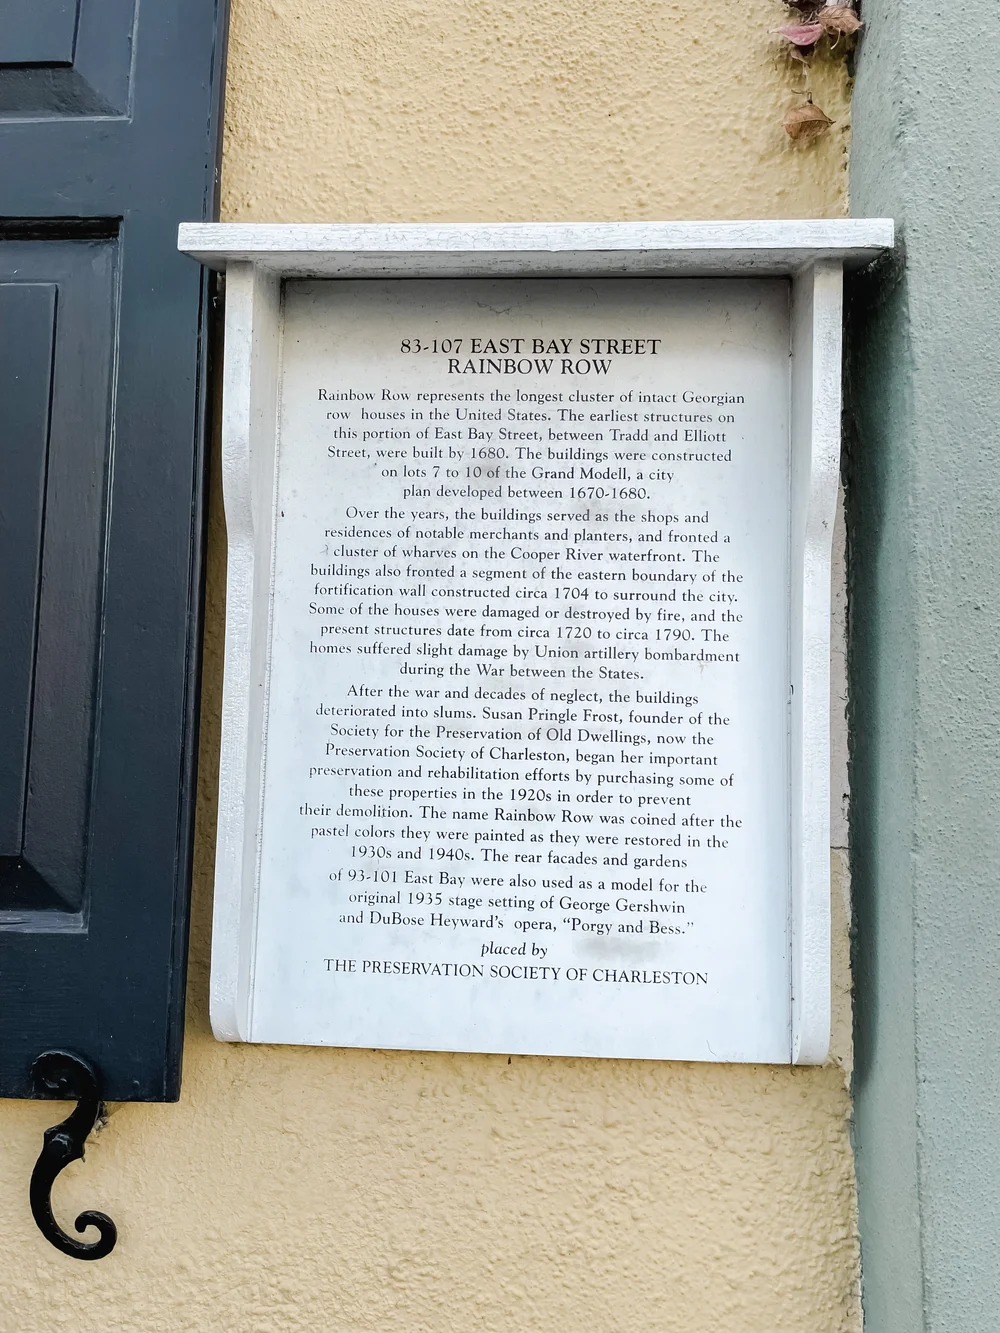 83-107 EAST BAY STREET
RAINBOW ROW
Rainbow Row represents the longest cluster of intact Georgian
row houses in the United States. The earliest structures on
this portion of East Bay Street, between Tradd and Elliott
Street, were built by 1680. The buildings were constructed
on lots 7 to 10 of the Grand Modell, a city
plan developed between 1670-1680.
Over the years, the buildings served as the shops and
residences of notable merchants and planters, and fronted a
cluster of wharves on the Cooper River waterfront. The
buildings also fronted a segment of the eastern boundary of the
fortification wall constructed circa 1704 to surround the city.
Some of the houses were damaged or destroyed by fire, and the
present structures date from circa 1720 to circa 1790. The
homes suffered slight damage by Union artillery bombardment
during the War between the States.
After the war and decades of neglect, the buildings
deteriorated into slums. Susan Pringle Frost, founder of the
Society for the Preservation of Old Dwellings, now the
Preservation Society of Charleston, began her important
preservation and rehabilitation efforts by purchasing some of
these properties in the 1920s in order to prevent
their demolition. The name Rainbow Row was coined after the
pastel colors they were painted as they were restored in the
1930s and 1940s. The rear facades and gardens
of 93-101 East Bay were also used as a model for the
original 1935 stage setting of George Gershwin
and DuBose Heyward's opera, "Porgy and Bess."
placed by
THE PRESERVATION SOCIETY OF CHARLESTON